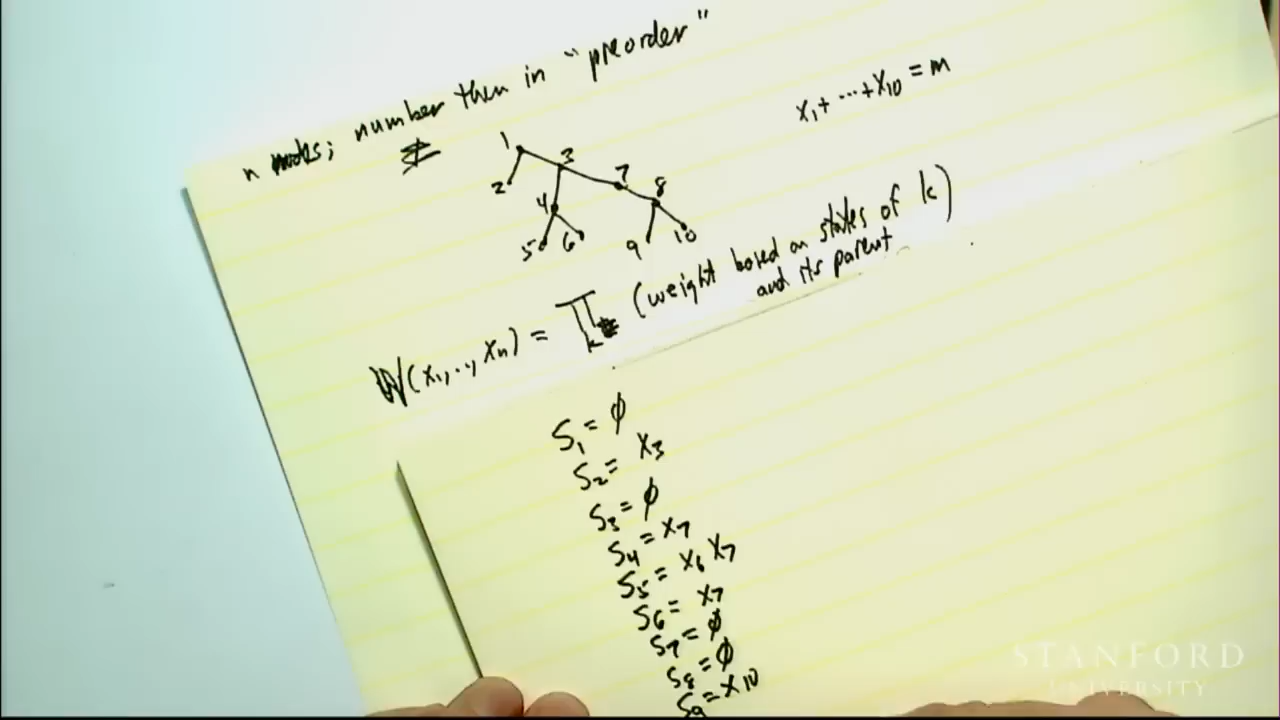 n nodes; number then in "preorder"
x₁+ ⋯ +x₁₀ = m
1
3
2
7
8
4
5
6
9
10
W(x₁,..,xₙ) = ∏ₖ (weight based on states of k)
and its parent
S₁ = ϕ
S₂ = x₃
S₃ = ϕ
S₄ = x₇
S₅ = x₆ x₇
S₆ = x₇
S₇ = ϕ
S₈ = ϕ
S₉ = x₁₀
STANFORD
UNIVERSITY